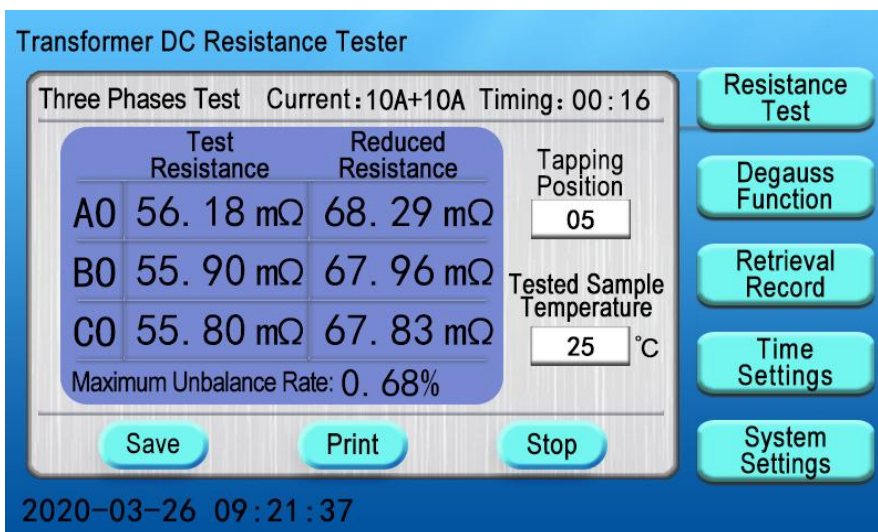 Transformer DC Resistance Tester
Three Phases Test Current:10A+10A Timing: 00:16
Test Resistance
Reduced Resistance
A0 56.18 mΩ 68.29 mΩ
B0 55.90 mΩ 67.96 mΩ
C0 55.80 mΩ 67.83 mΩ
Maximum Unbalance Rate: 0.68%
Tapping
Position
05
Tested Sample
Temperature
25 °C
Save Print Stop
Resistance
Test
Degauss
Function
Retrieval
Record
Time
Settings
System
Settings
2020-03-26 09:21:37